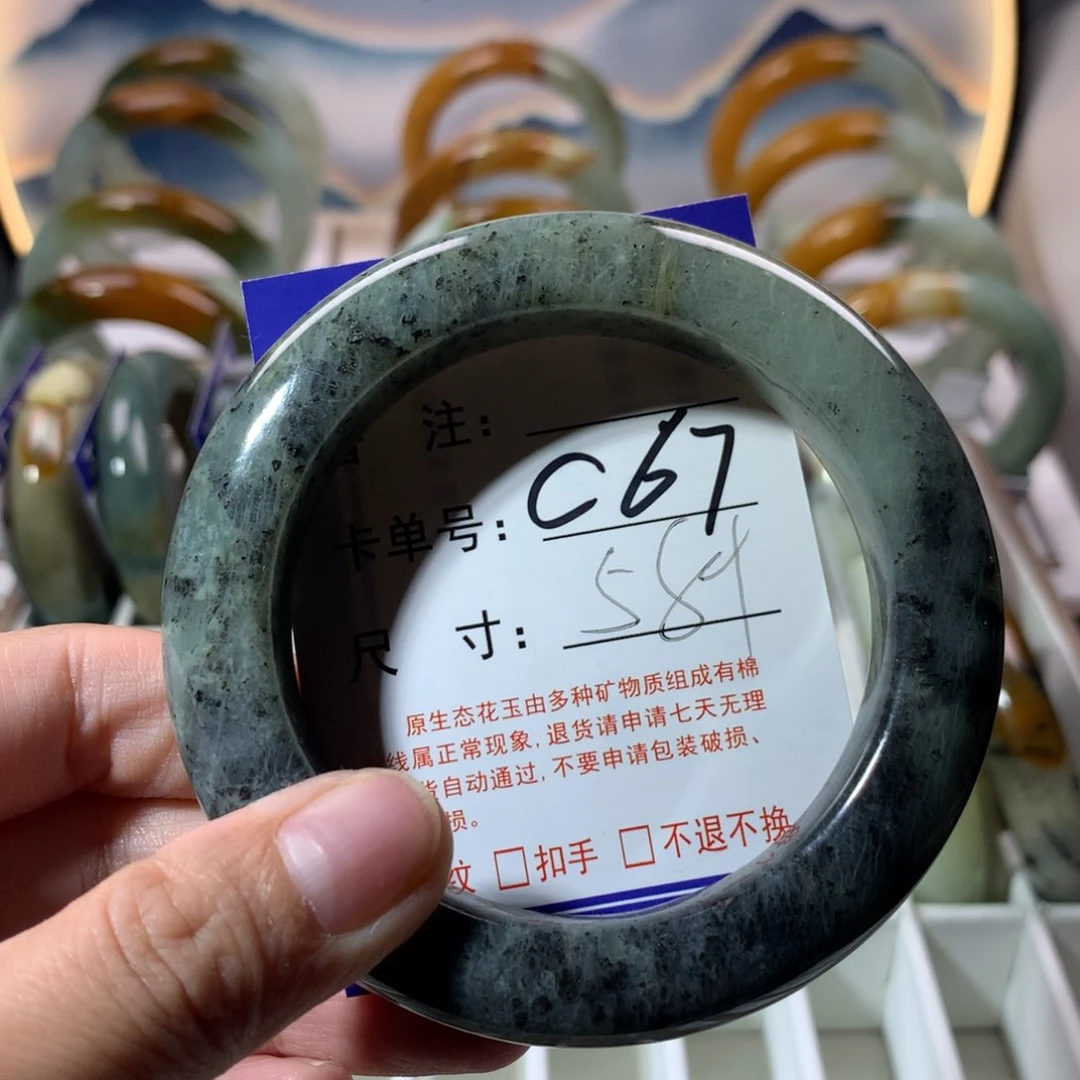 注：
卡单号：C67
尺 寸：584
原生态花玉由多种矿物质组成有棉
线属正常现象，退货请申请七天无理
货自动通过，不要申请包装破损、
损。
纹 □扣手 □不退不换